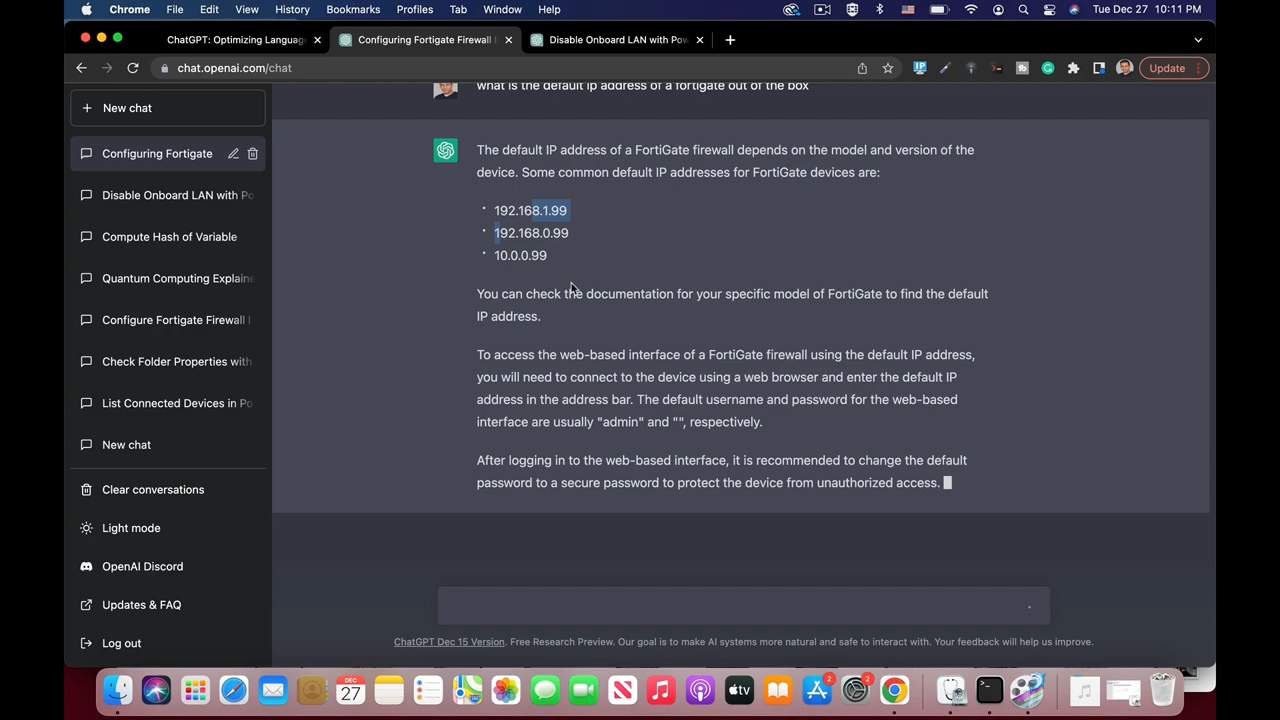 Chrome File Edit View History Bookmarks Profiles Tab Window Help Tue Dec 27 10:11 PM
ChatGPT: Optimizing Language
Configuring Fortigate Firewall I
Disable Onboard LAN with Pow
chat.openai.com/chat
Update
New chat
Configuring Fortigate
Disable Onboard LAN with Po
Compute Hash of Variable
Quantum Computing Explaine
Configure Fortigate Firewall I
Check Folder Properties with
List Connected Devices in Po
New chat
Clear conversations
Light mode
OpenAI Discord
Updates & FAQ
Log out
what is the default ip address of a fortigate out of the box
The default IP address of a FortiGate firewall depends on the model and version of the
device. Some common default IP addresses for FortiGate devices are:
192.168.1.99
192.168.0.99
10.0.0.99
You can check the documentation for your specific model of FortiGate to find the default
IP address.
To access the web-based interface of a FortiGate firewall using the default IP address,
you will need to connect to the device using a web browser and enter the default IP
address in the address bar. The default username and password for the web-based
interface are usually "admin" and "", respectively.
After logging in to the web-based interface, it is recommended to change the default
password to a secure password to protect the device from unauthorized access.
ChatGPT Dec 15 Version. Free Research Preview. Our goal is to make AI systems more natural and safe to interact with. Your feedback will help us improve.
DEC
27
tv
2
2